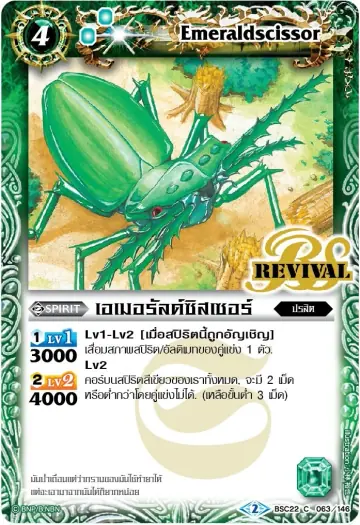 4
Emeraldscissor
BS
REVIVAL
2 SPIRIT
เอเมอรัลด์ซิสเซอร์
ปรสิต
1 LV1
3000
Lv1-Lv2 [เมื่อสปิริตนี้ถูกอัญเชิญ]
เสื่อมสภาพสปิริต/อัลติเมทของคู่แข่ง 1 ตัว.
2 LV2
4000
Lv2
คอร์บนสปิริตสีเขียวของเราทั้งหมด, จะมี 2 เม็ด
หรือต่ำกว่าโดยคู่แข่งไม่ได้. (เหลือขั้นต่ำ 3 เม็ด)
© BNP/B,NBN
2
BSC22 - C 063 / 146